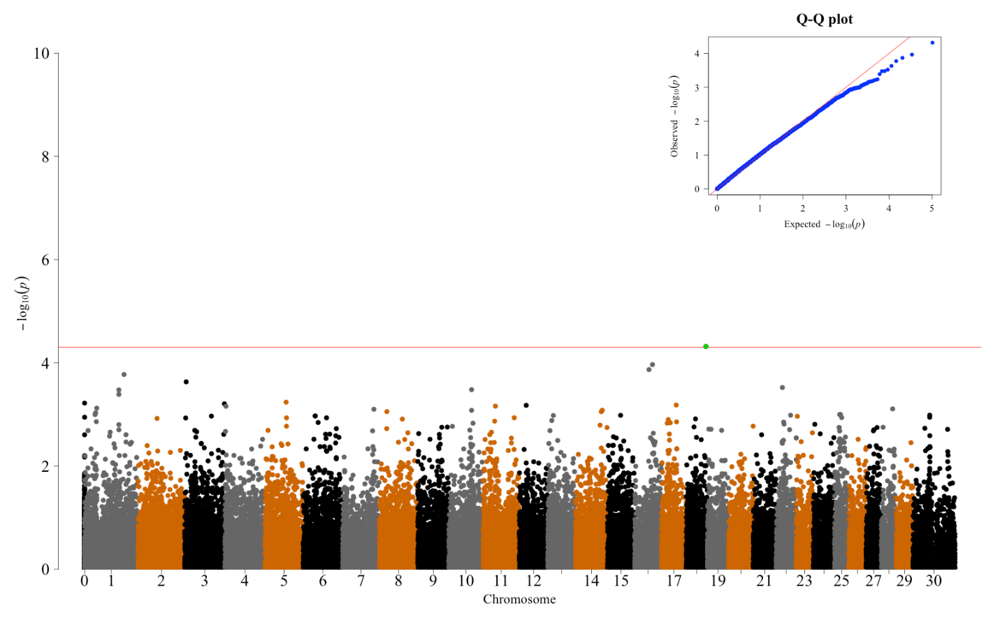 Q-Q plot
Observed −log10(p)
4
3
2
1
0
0 1 2 3 4 5
Expected −log10(p)
−log10(p)
10
8
6
4
2
0
0 1 2 3 4 5 6 7 8 9 10 11 12 14 15 17 19 21 23 25 27 29 30
Chromosome